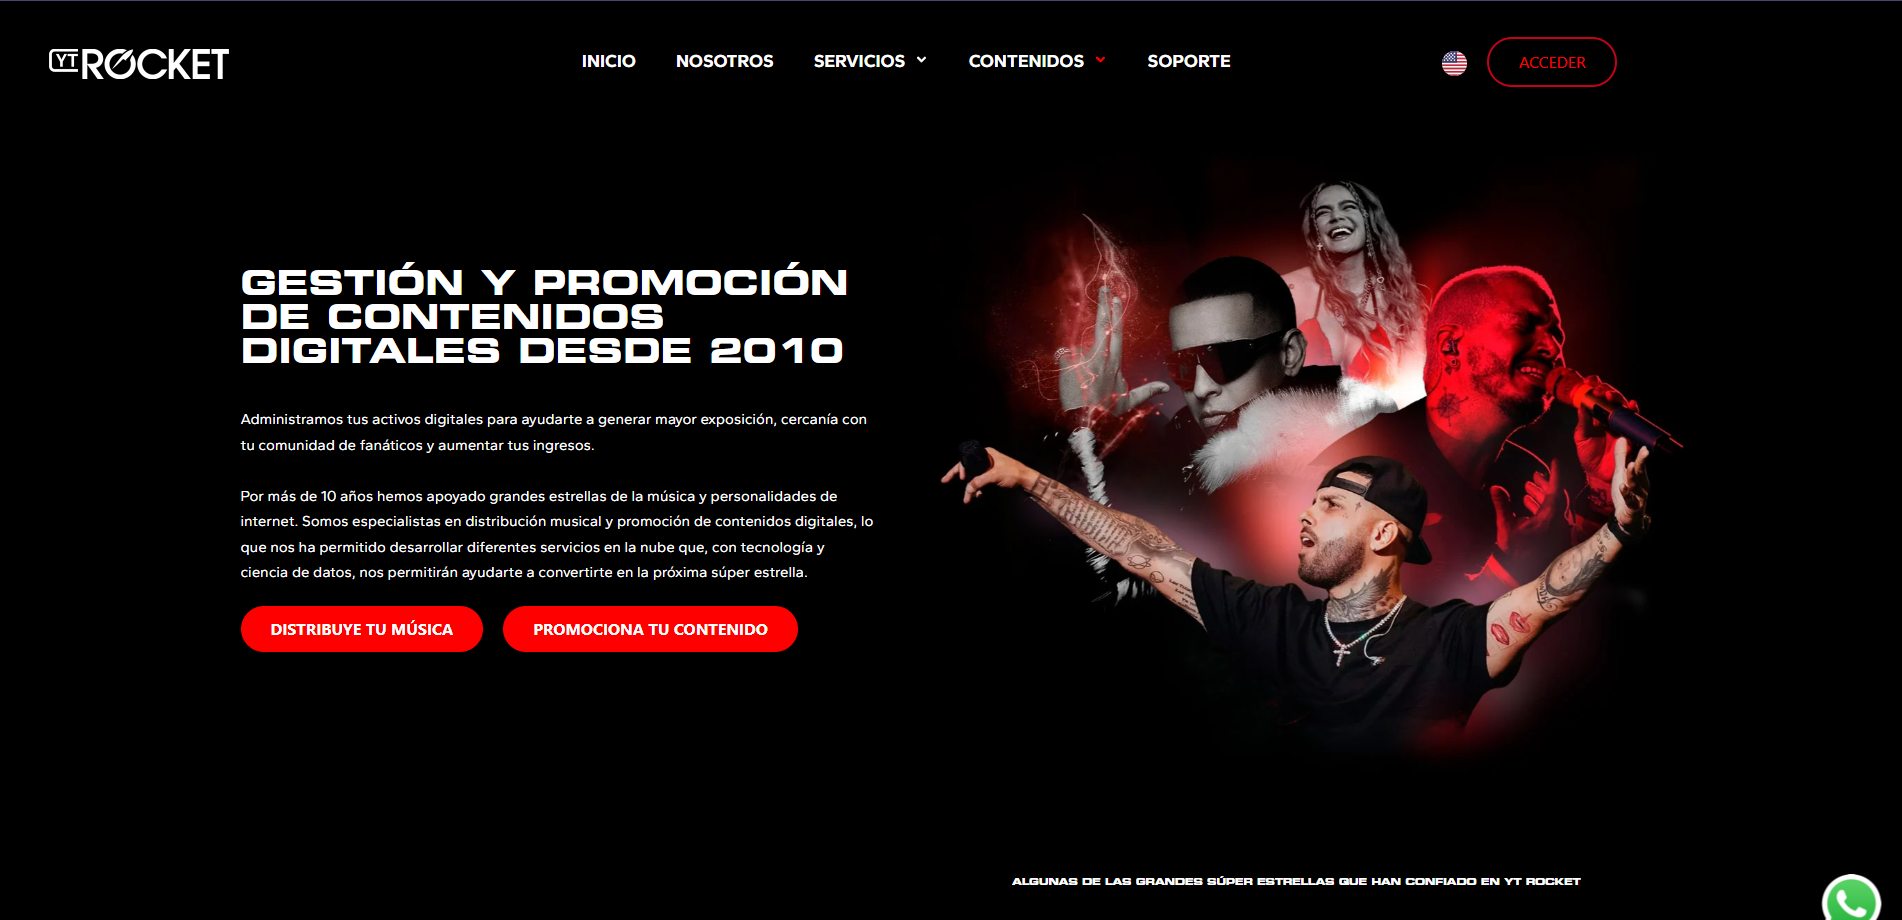 YT ROCKET
INICIO
NOSOTROS
SERVICIOS
CONTENIDOS
SOPORTE
ACCEDER
GESTIÓN Y PROMOCIÓN
DE CONTENIDOS
DIGITALES DESDE 2010
Administramos tus activos digitales para ayudarte a generar mayor exposición, cercanía con
tu comunidad de fanáticos y aumentar tus ingresos.
Por más de 10 años hemos apoyado grandes estrellas de la música y personalidades de
internet. Somos especialistas en distribución musical y promoción de contenidos digitales, lo
que nos ha permitido desarrollar diferentes servicios en la nube que, con tecnología y
ciencia de datos, nos permitirán ayudarte a convertirte en la próxima súper estrella.
DISTRIBUYE TU MÚSICA
PROMOCIONA TU CONTENIDO
ALGUNAS DE LAS GRANDES SÚPER ESTRELLAS QUE HAN CONFIADO EN YT ROCKET